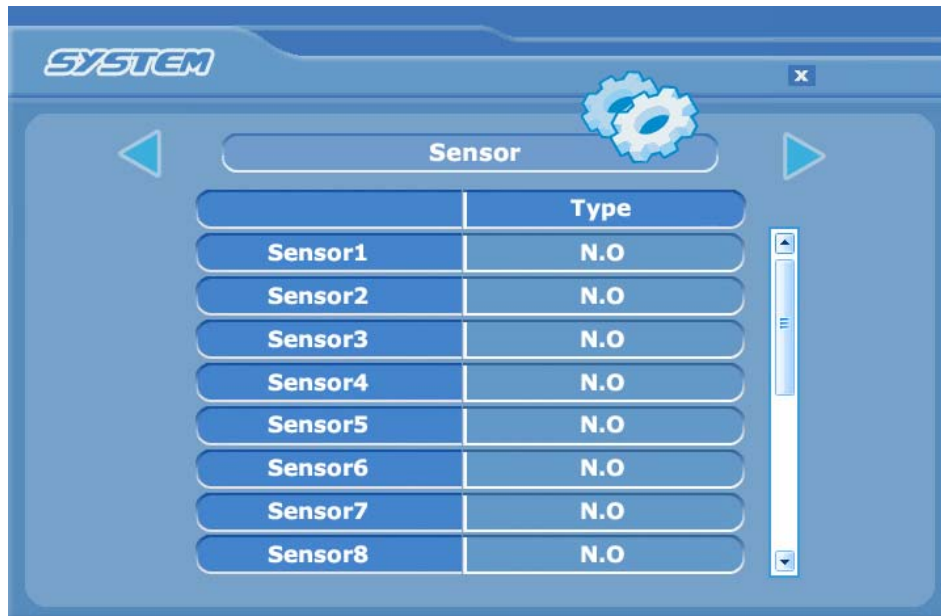 SYSTEM
x
Sensor
Type
Sensor1 N.O
Sensor2 N.O
Sensor3 N.O
Sensor4 N.O
Sensor5 N.O
Sensor6 N.O
Sensor7 N.O
Sensor8 N.O